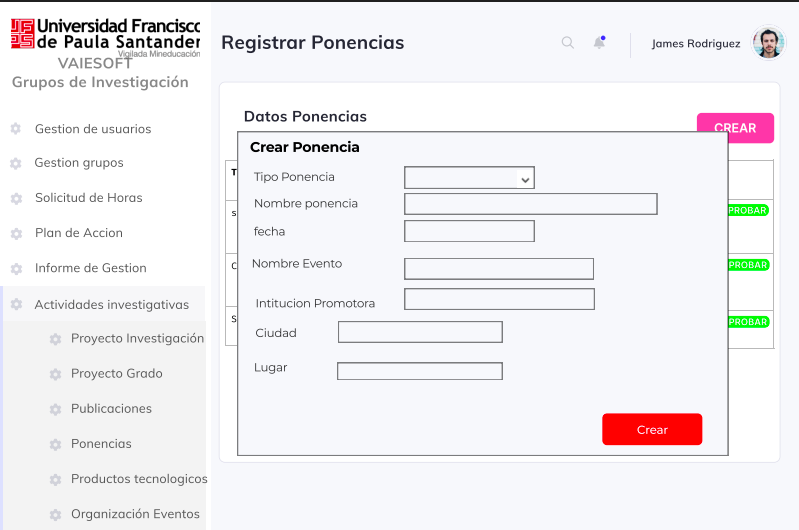 Universidad Francisco
de Paula Santander
Vigilada Mineducación
VAIESOFT
Grupos de Investigación
Gestion de usuarios
Gestion grupos
Solicitud de Horas
Plan de Accion
Informe de Gestion
Actividades investigativas
Proyecto Investigación
Proyecto Grado
Publicaciones
Ponencias
Productos tecnologicos
Organización Eventos
Registrar Ponencias
James Rodriguez
Datos Ponencias
CREAR
T
s
C
S
PROBAR
PROBAR
PROBAR
Crear Ponencia
Tipo Ponencia
Nombre ponencia
fecha
Nombre Evento
Intitucion Promotora
Ciudad
Lugar
Crear